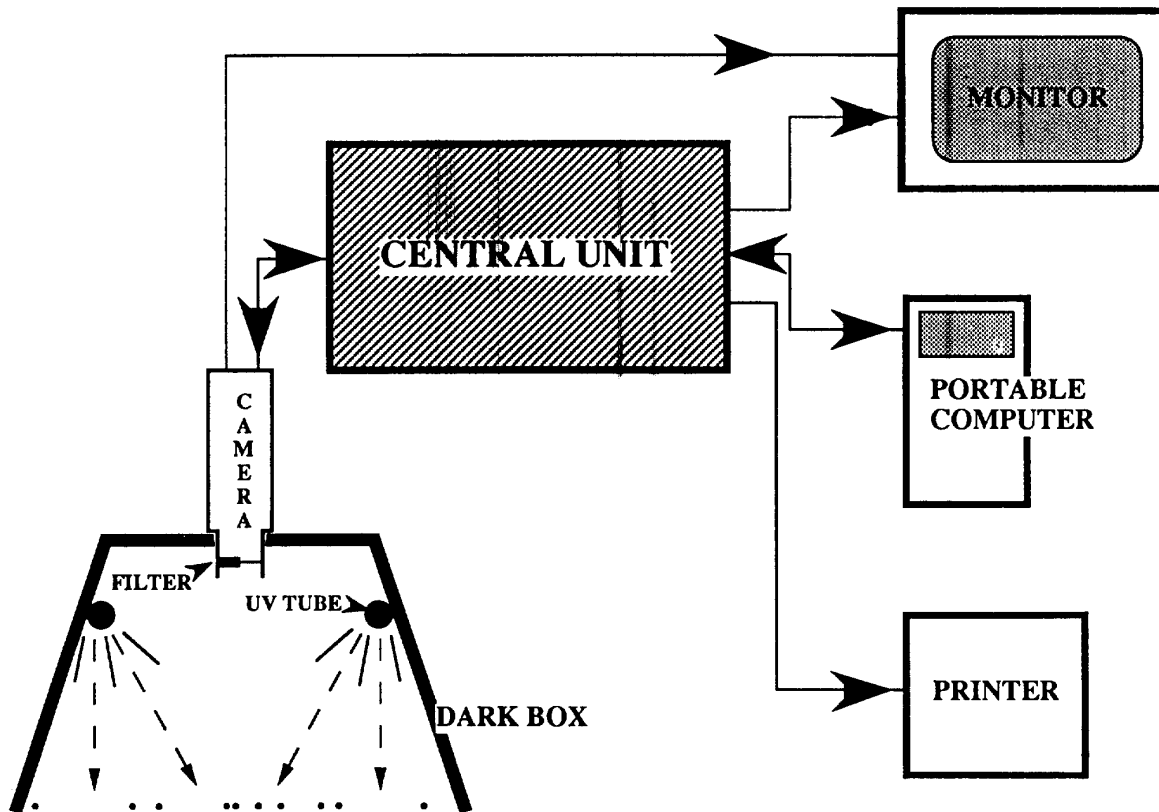 MONITOR
CENTRAL UNIT
PORTABLE
COMPUTER
C
A
M
E
R
A
FILTER
UV TUBE
DARK BOX
PRINTER